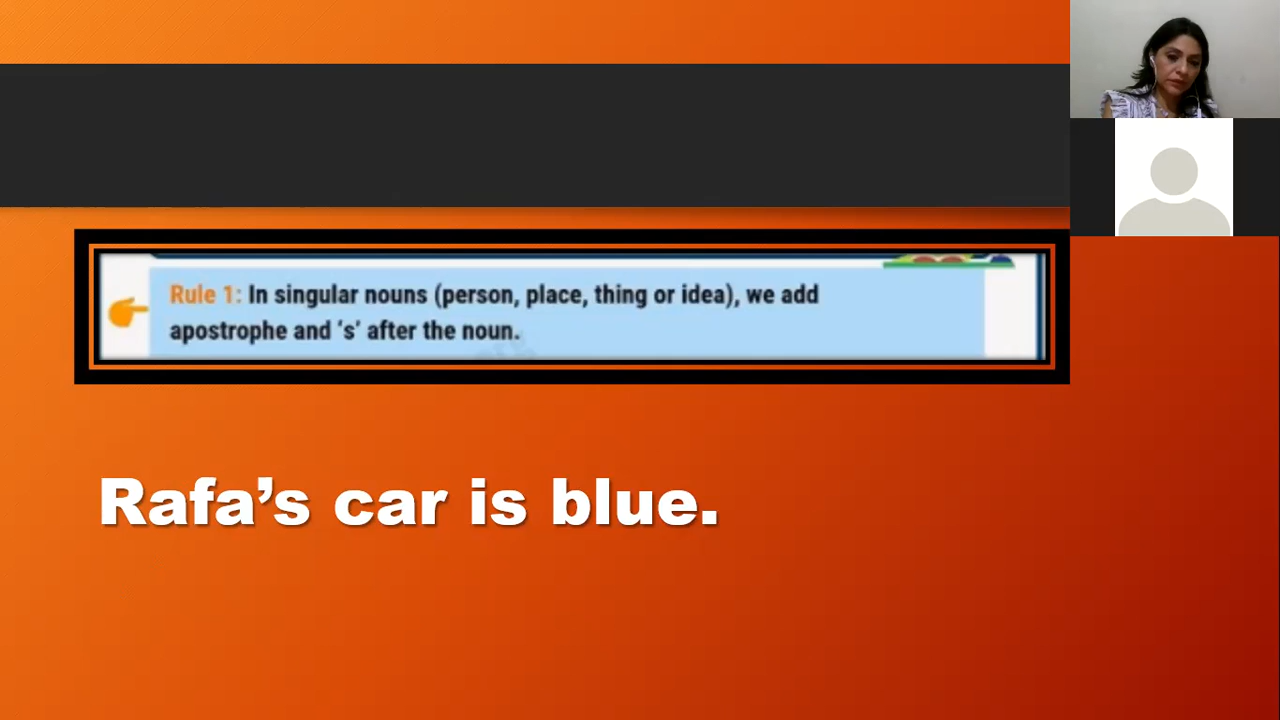 Rule 1: In singular nouns (person, place, thing or idea), we add
apostrophe and ‘s’ after the noun.
Rafa’s car is blue.